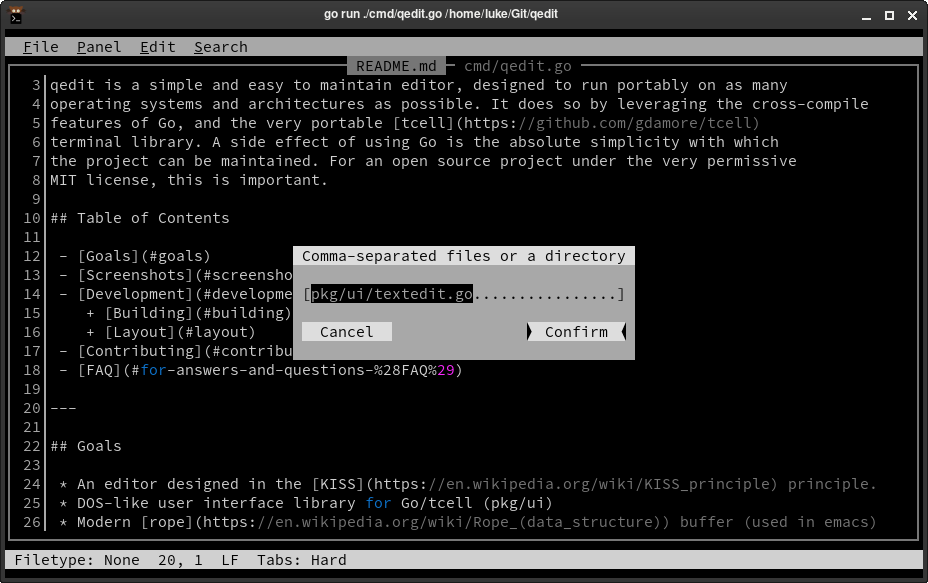 go run ./cmd/qedit.go /home/luke/Git/qedit
File Panel Edit Search
README.md cmd/qedit.go
3 qedit is a simple and easy to maintain editor, designed to run portably on as many
4 operating systems and architectures as possible. It does so by leveraging the cross-compile
5 features of Go, and the very portable [tcell](https://github.com/gdamore/tcell)
6 terminal library. A side effect of using Go is the absolute simplicity with which
7 the project can be maintained. For an open source project under the very permissive
8 MIT license, this is important.
9
10 ## Table of Contents
11
12 - [Goals](#goals)
13 - [Screenshots](#screensho
14 - [Development](#developme
15 + [Building](#building)
16 + [Layout](#layout)
17 - [Contributing](#contribu
18 - [FAQ](#for-answers-and-questions-%28FAQ%29)
19
20 ---
21
22 ## Goals
23
24 * An editor designed in the [KISS](https://en.wikipedia.org/wiki/KISS_principle) principle.
25 * DOS-like user interface library for Go/tcell (pkg/ui)
26 * Modern [rope](https://en.wikipedia.org/wiki/Rope_(data_structure)) buffer (used in emacs)
Comma-separated files or a directory
[pkg/ui/textedit.go................]
Cancel Confirm
Filetype: None 20, 1 LF Tabs: Hard